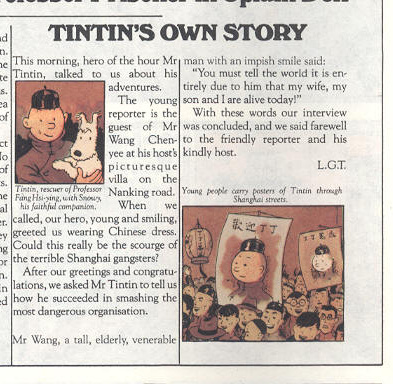 Prisoner in Opium Den
TINTIN'S OWN STORY
This morning, hero of the hour Mr
Tintin, talked to us about his
adventures.
The young
reporter is the
guest of Mr
Wang Chen-
yee at his host's
picturesque
villa on the
Nanking road.
Tintin, rescuer of Professor
Fang Hsi-ying, with Snowy,
his faithful companion.
When we
called, our hero, young and smiling,
greeted us wearing Chinese dress.
Could this really be the scourge of
the terrible Shanghai gangsters?
After our greetings and congratu-
lations, we asked Mr Tintin to tell us
how he succeeded in smashing the
most dangerous organisation.
Mr Wang, a tall, elderly, venerable
man with an impish smile said:
"You must tell the world it is en-
tirely due to him that my wife, my
son and I are alive today!"
With these words our interview
was concluded, and we said farewell
to the friendly reporter and his
kindly host.
L.G.T.
Young people carry posters of Tintin through
Shanghai streets.
歡迎丁丁